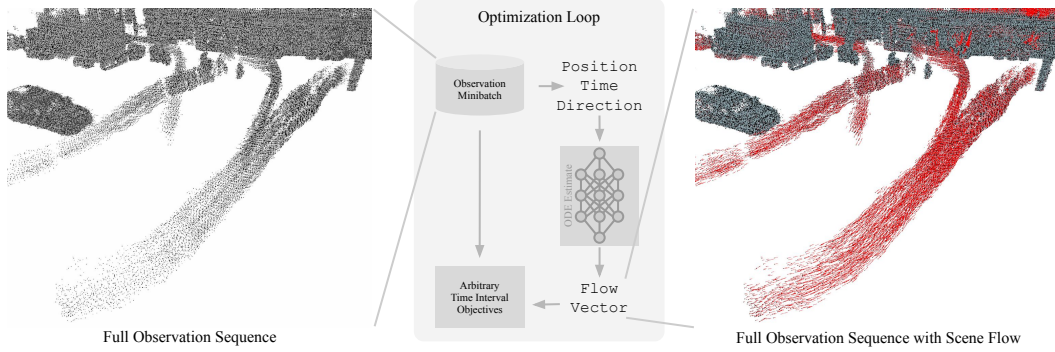 Optimization Loop
Observation
Minibatch
Position
Time
Direction
ODE Estimate
Arbitrary
Time Interval
Objectives
Flow
Vector
Full Observation Sequence
Full Observation Sequence with Scene Flow